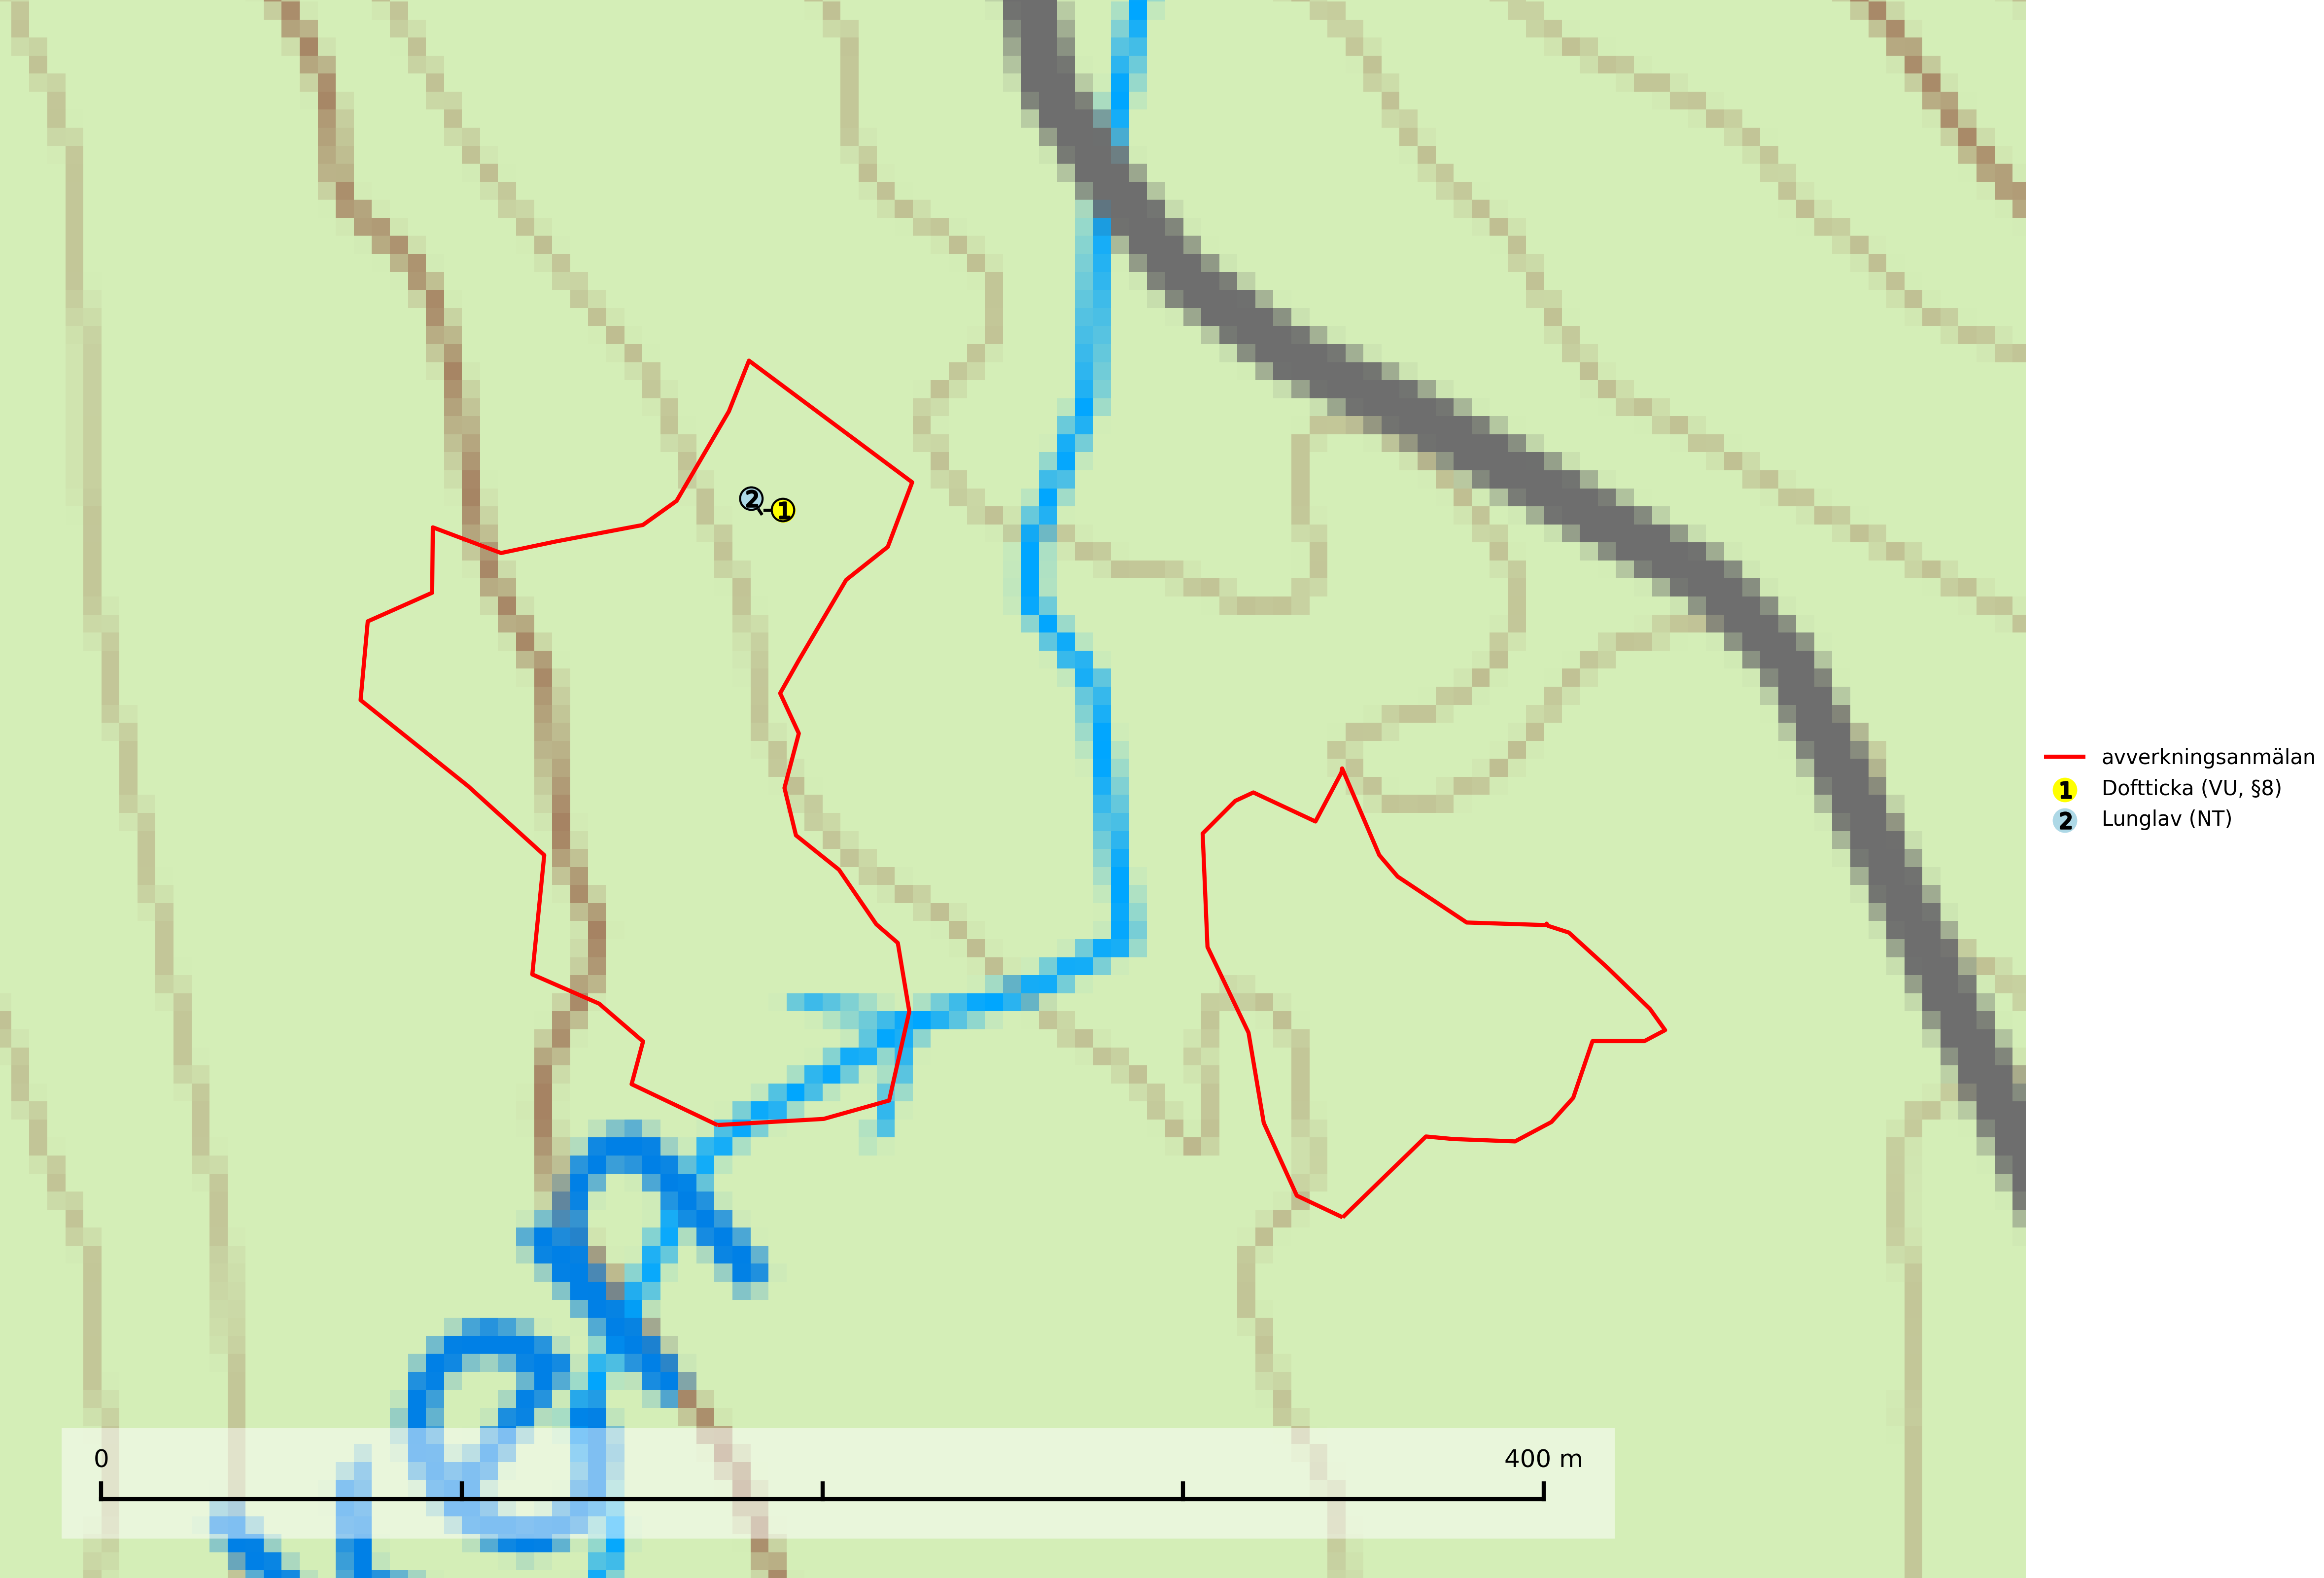 2
1
avverkningsanmälan
1 Doftticka (VU, §8)
2 Lunglav (NT)
0 400 m